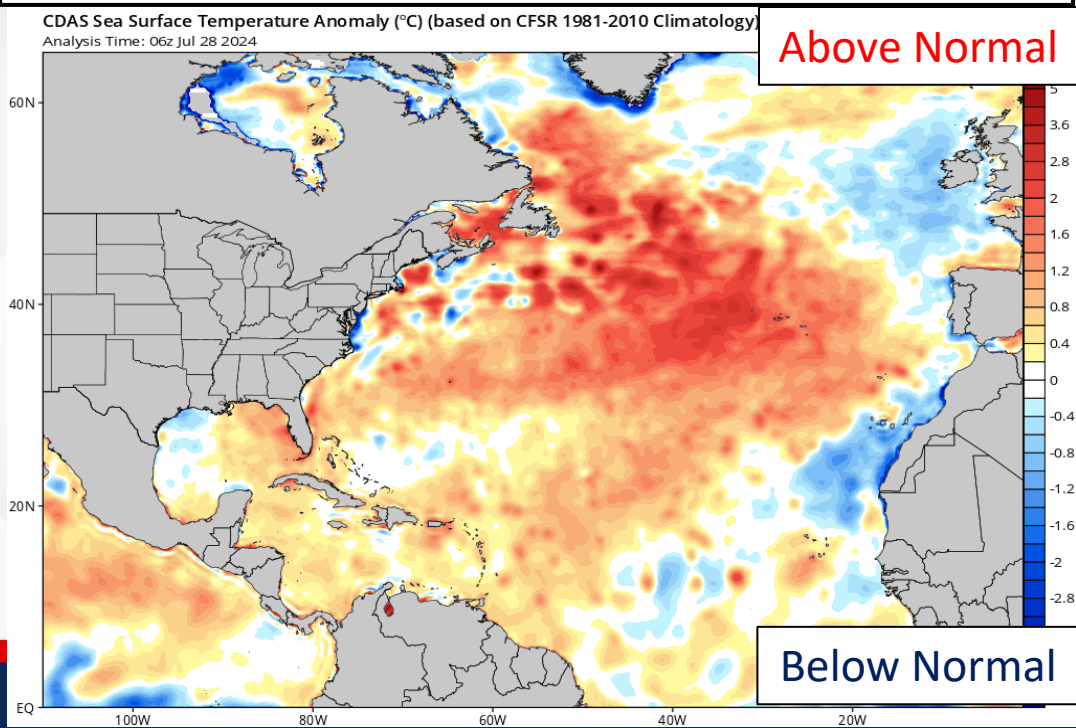 CDAS Sea Surface Temperature Anomaly (°C) (based on CFSR 1981-2010 Climatology)
Analysis Time: 06z Jul 28 2024
Above Normal
60N
40N
20N
EQ
100W
80W
60W
40W
20W
5
3.6
2.8
2
1.6
1.2
0.8
0.4
0
-0.4
-0.8
-1.2
-1.6
-2
-2.8
Below Normal